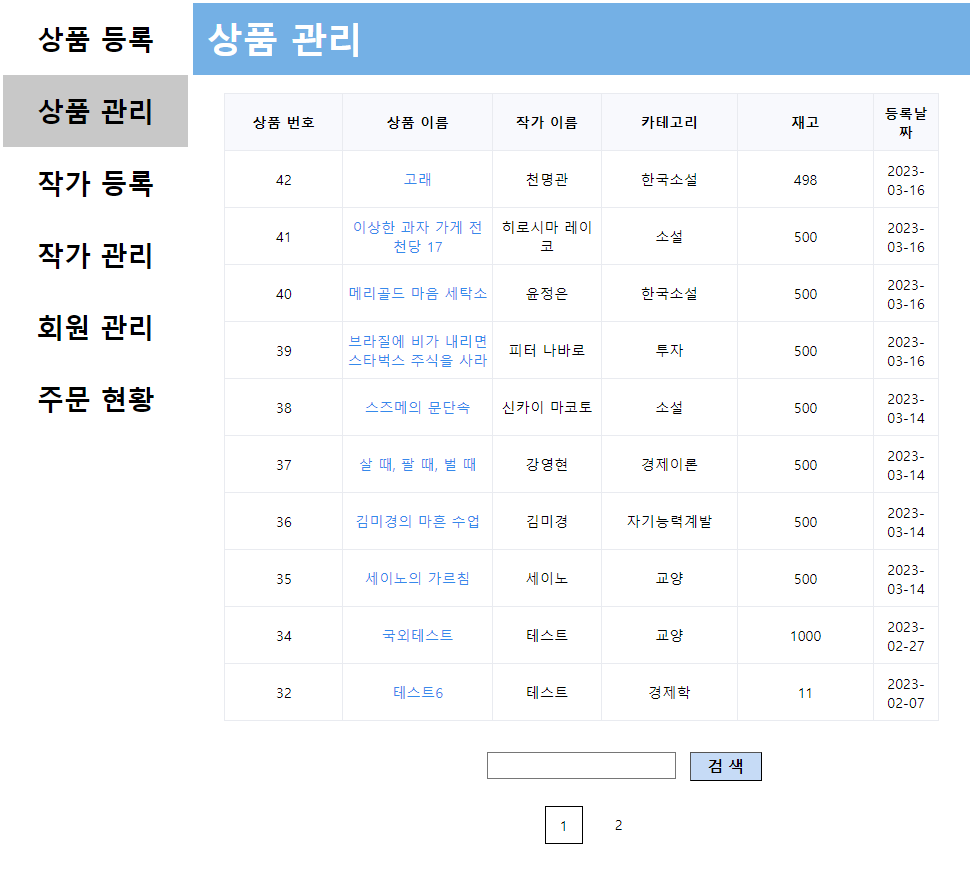 상품 등록
상품 관리
작가 등록
작가 관리
회원 관리
주문 현황
상품 관리
상품 번호 상품 이름 작가 이름 카테고리 재고 등록날
짜
42 고래 천명관 한국소설 498 2023-
03-16
41 이상한 과자 가게 전 히로시마 레이 소설 500 2023-
천당 17 코 03-16
40 메리골드 마음 세탁소 윤정은 한국소설 500 2023-
03-16
39 브라질에 비가 내리면 피터 나바로 투자 500 2023-
스타벅스 주식을 사라 03-16
38 스즈메의 문단속 신카이 마코토 소설 500 2023-
03-14
37 살 때, 팔 때, 벌 때 강영현 경제이론 500 2023-
03-14
36 김미경의 마흔 수업 김미경 자기능력계발 500 2023-
03-14
35 세이노의 가르침 세이노 교양 500 2023-
03-14
34 국외테스트 테스트 교양 1000 2023-
02-27
32 테스트6 테스트 경제학 11 2023-
02-07
검 색
1 2